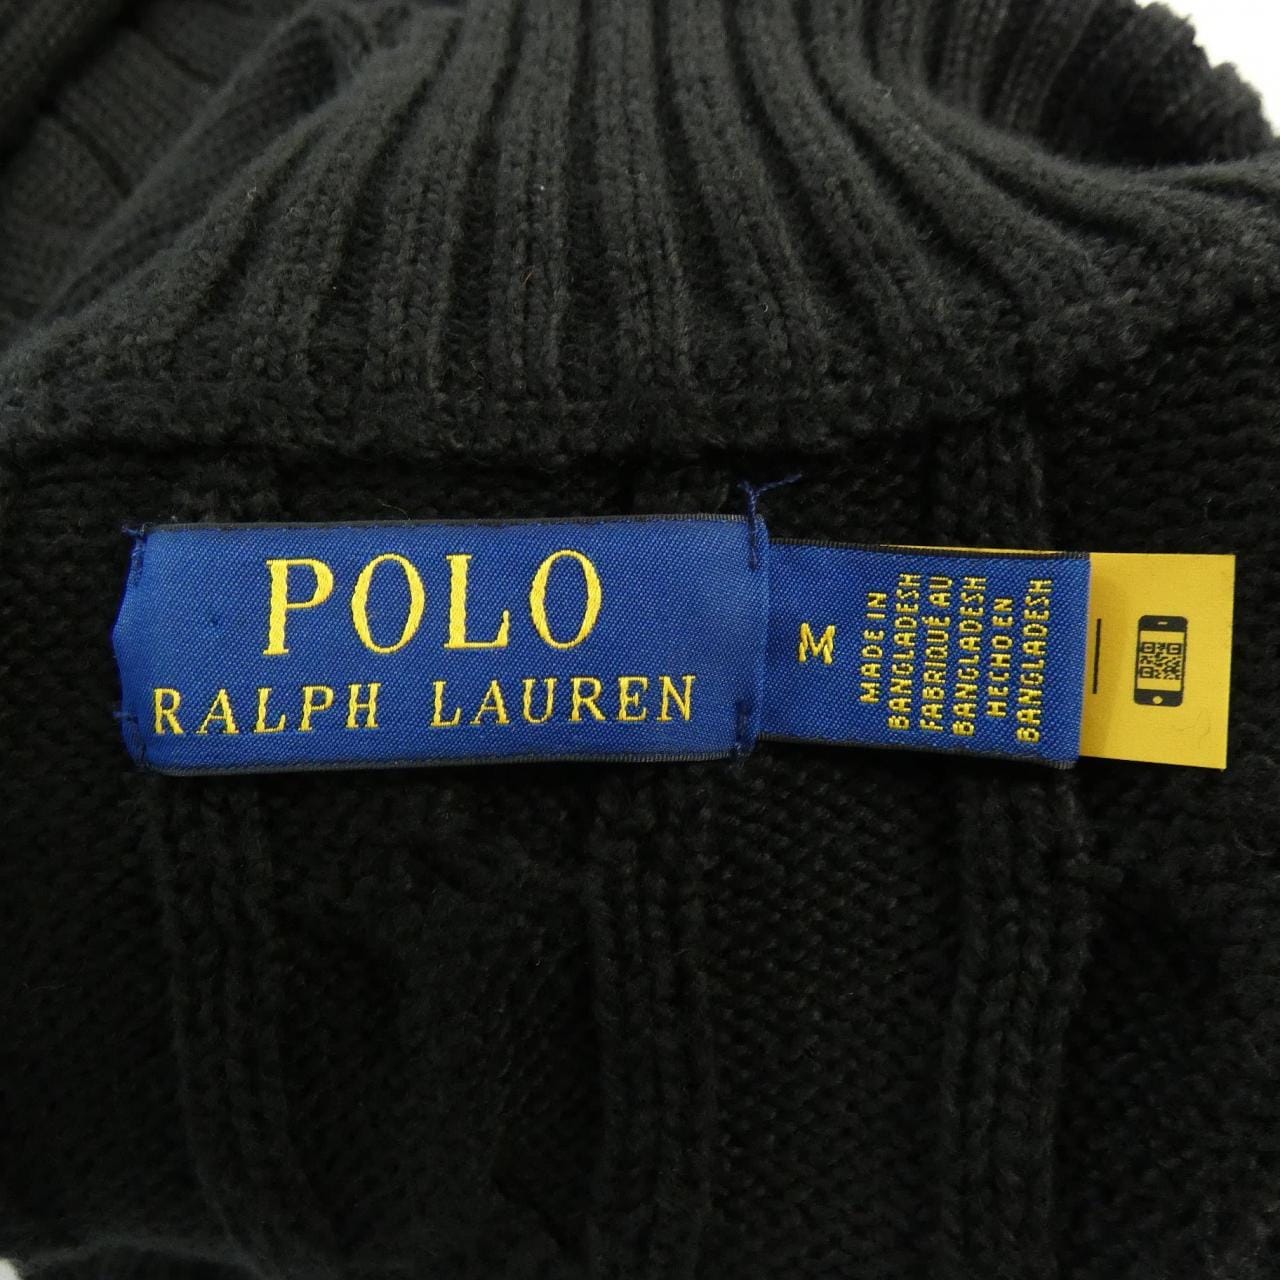 POLO
RALPH LAUREN
M
MADE IN
BANGLADESH
FABRIQUÉ AU
BANGLADESH
HECHO EN
BANGLADESH